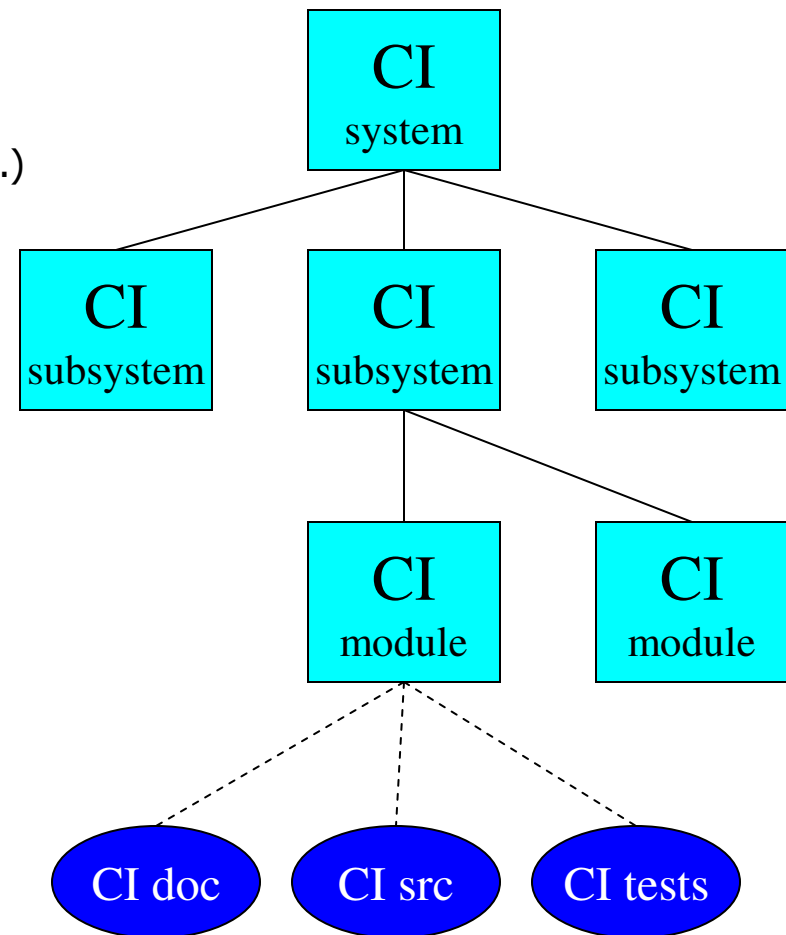 CI
system
.)
CI
subsystem
CI
subsystem
CI
subsystem
CI
module
CI
module
CI doc
CI src
CI tests